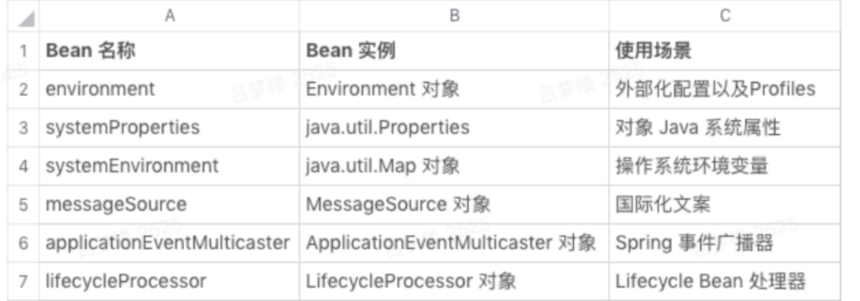 A B C
1 Bean 名称 Bean 实例 使用场景
2 environment Environment 对象 外部化配置以及Profiles
3 systemProperties java.util.Properties 对象 Java 系统属性
4 systemEnvironment java.util.Map 对象 操作系统环境变量
5 messageSource MessageSource 对象 国际化文案
6 applicationEventMulticaster ApplicationEventMulticaster 对象 Spring 事件广播器
7 lifecycleProcessor LifecycleProcessor 对象 Lifecycle Bean 处理器